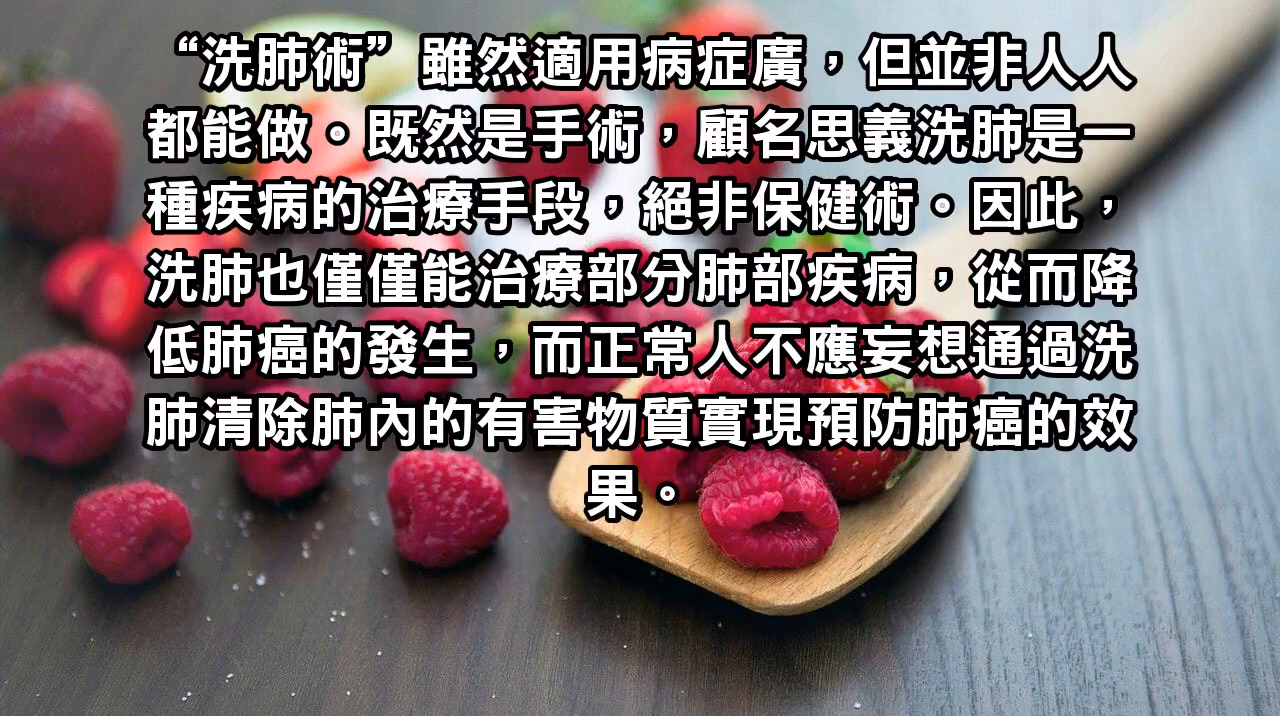 “洗肺術”雖然適用病症廣，但並非人人
都能做。既然是手術，顧名思義洗肺是一
種疾病的治療手段，絕非保健術。因此，
洗肺也僅僅能治療部分肺部疾病，從而降
低肺癌的發生，而正常人不應妄想通過洗
肺清除肺內的有害物質實現預防肺癌的效
果。